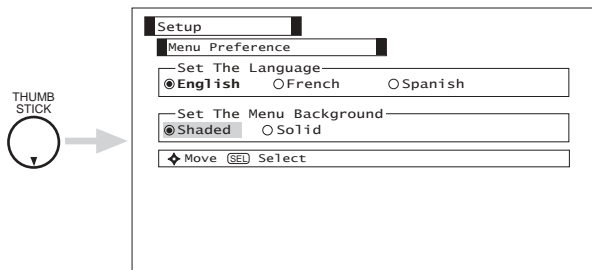 Setup
Menu Preference
Set The Language
English French Spanish
THUMB
STICK
Set The Menu Background
Shaded Solid
Move SEL Select